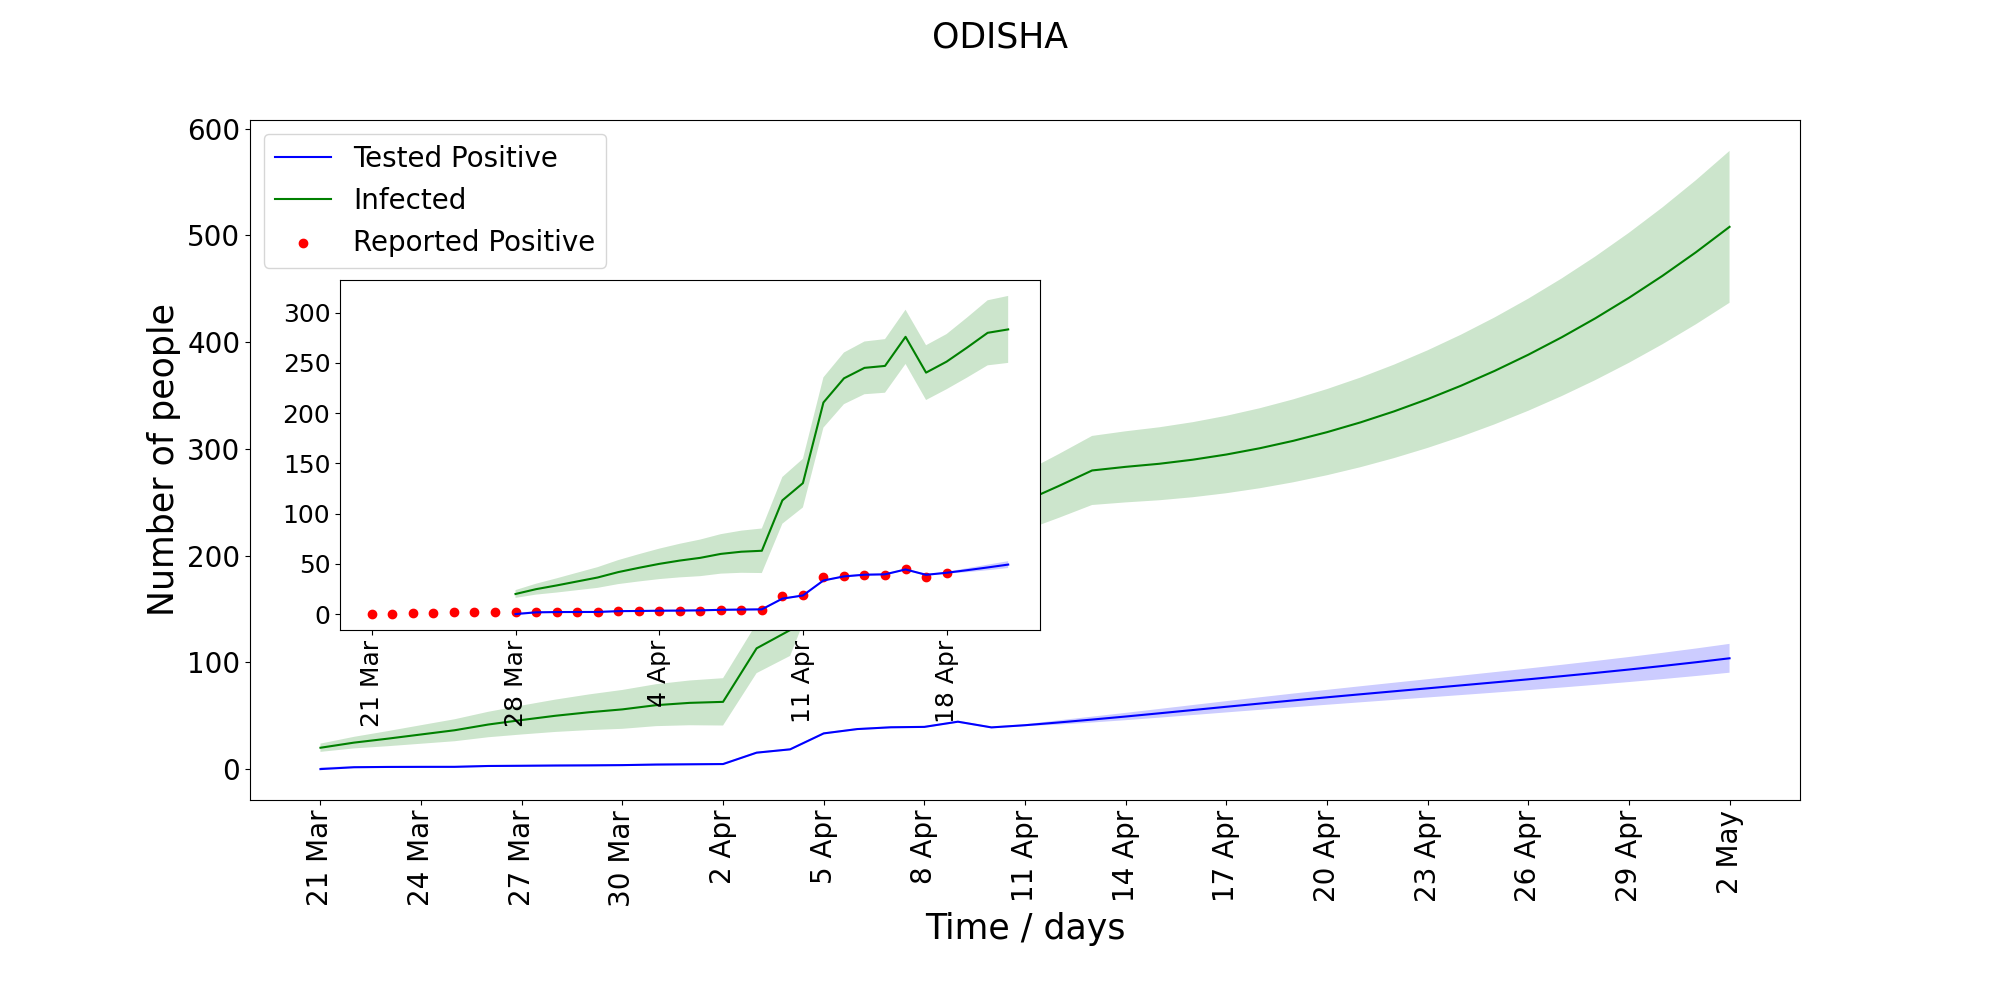 ODISHA
600
500
400
300
200
100
0
Number of people
Tested Positive
Infected
Reported Positive
300
250
200
150
100
50
0
21 Mar
28 Mar
4 Apr
11 Apr
18 Apr
21 Mar
24 Mar
27 Mar
30 Mar
2 Apr
5 Apr
8 Apr
11 Apr
14 Apr
17 Apr
20 Apr
23 Apr
26 Apr
29 Apr
2 May
Time / days